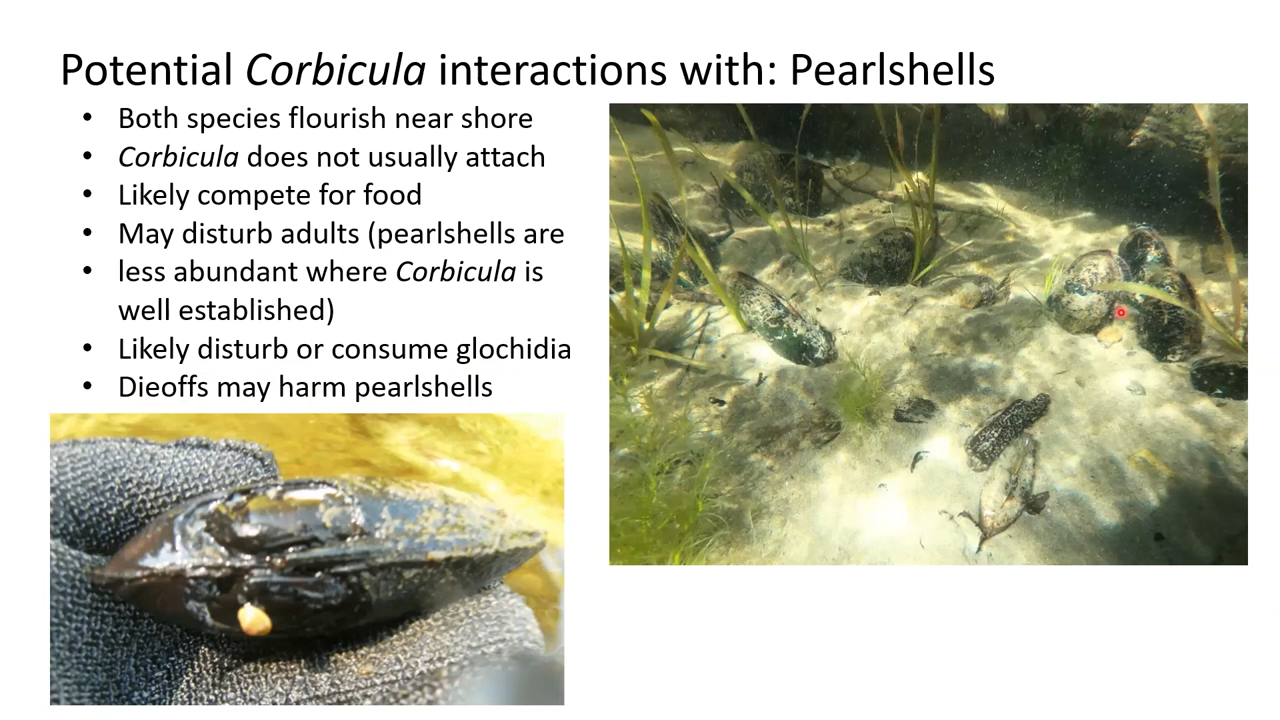 Potential Corbicula interactions with: Pearlshells
• Both species flourish near shore
• Corbicula does not usually attach
• Likely compete for food
• May disturb adults (pearlshells are
• less abundant where Corbicula is
well established)
• Likely disturb or consume glochidia
• Dieoffs may harm pearlshells